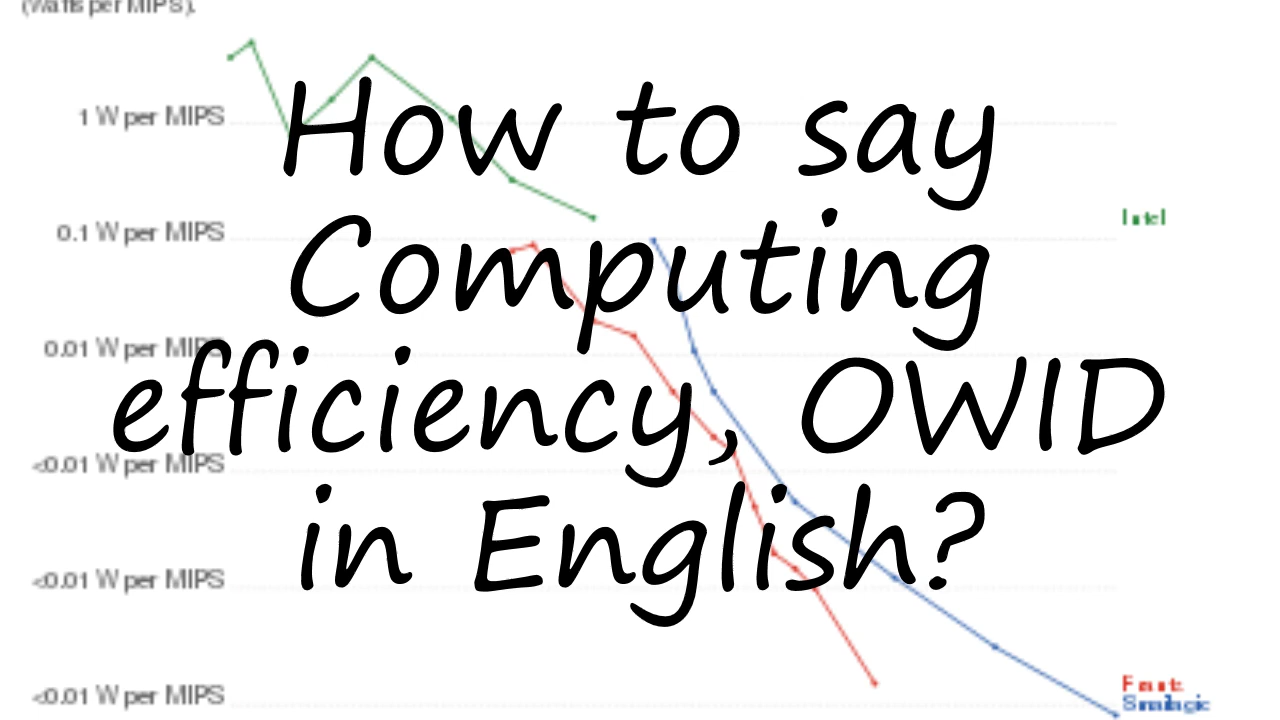 (Watts per MIPS).
1 W per MIPS
How to say
0.1 W per MIPS
Intel
Computing
0.01 W per MIPS
efficiency, OWID
<0.01 W per MIPS
in English?
<0.01 W per MIPS
<0.01 W per MIPS